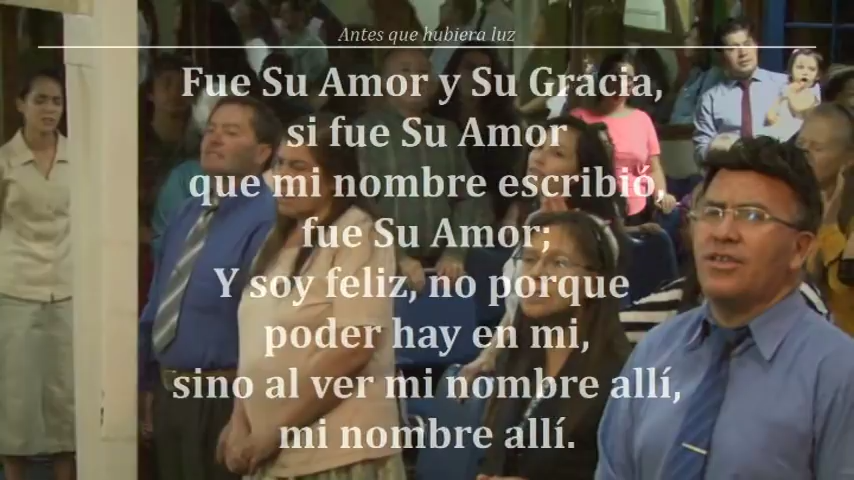 Antes que hubiera luz
Fue Su Amor y Su Gracia,
si fue Su Amor
que mi nombre escribió,
fue Su Amor;
Y soy feliz, no porque
poder hay en mi,
sino al ver mi nombre allí,
mi nombre allí.